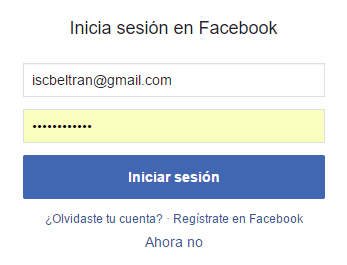 Inicia sesión en Facebook
iscbeltran@gmail.com
••••••••••••
Iniciar sesión
¿Olvidaste tu cuenta? · Regístrate en Facebook
Ahora no